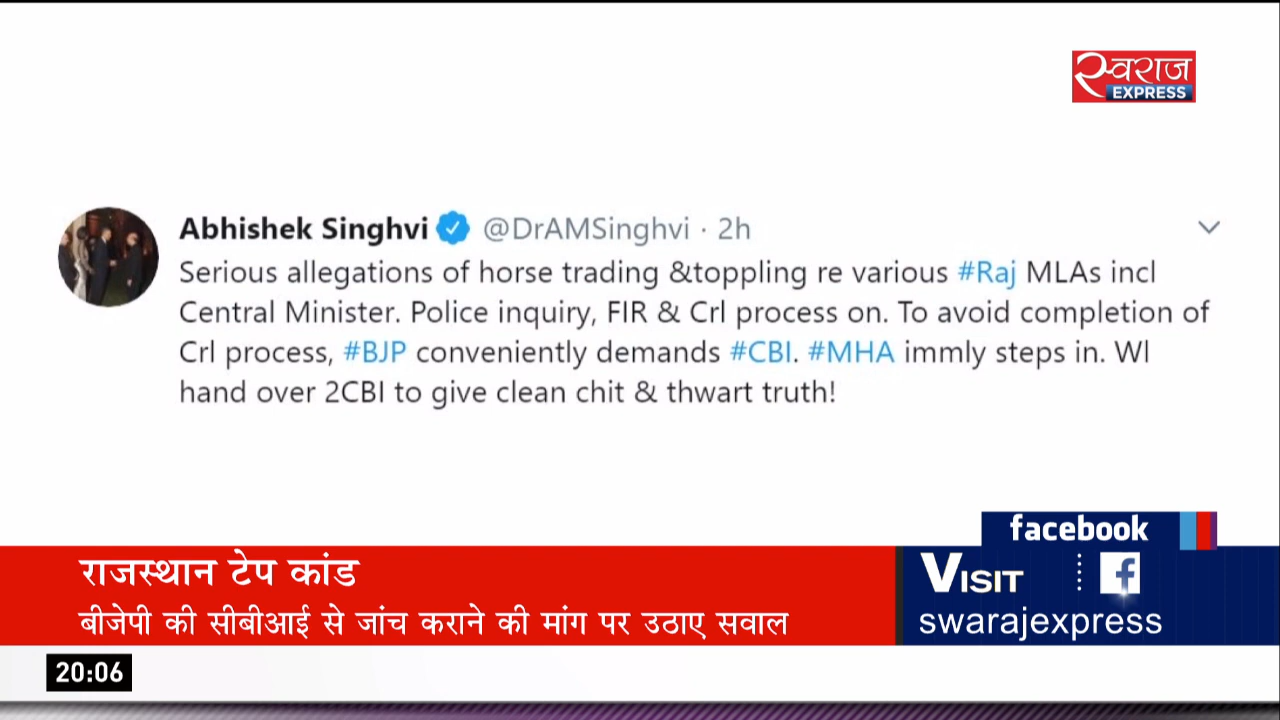 स्वराज
EXPRESS
Abhishek Singhvi @DrAMSinghvi · 2h
Serious allegations of horse trading &toppling re various #Raj MLAs incl
Central Minister. Police inquiry, FIR & Crl process on. To avoid completion of
Crl process, #BJP conveniently demands #CBI. #MHA immly steps in. Wl
hand over 2CBI to give clean chit & thwart truth!
facebook
राजस्थान टेप कांड
VISIT
बीजेपी की सीबीआई से जांच कराने की मांग पर उठाए सवाल
swarajexpress
20:06